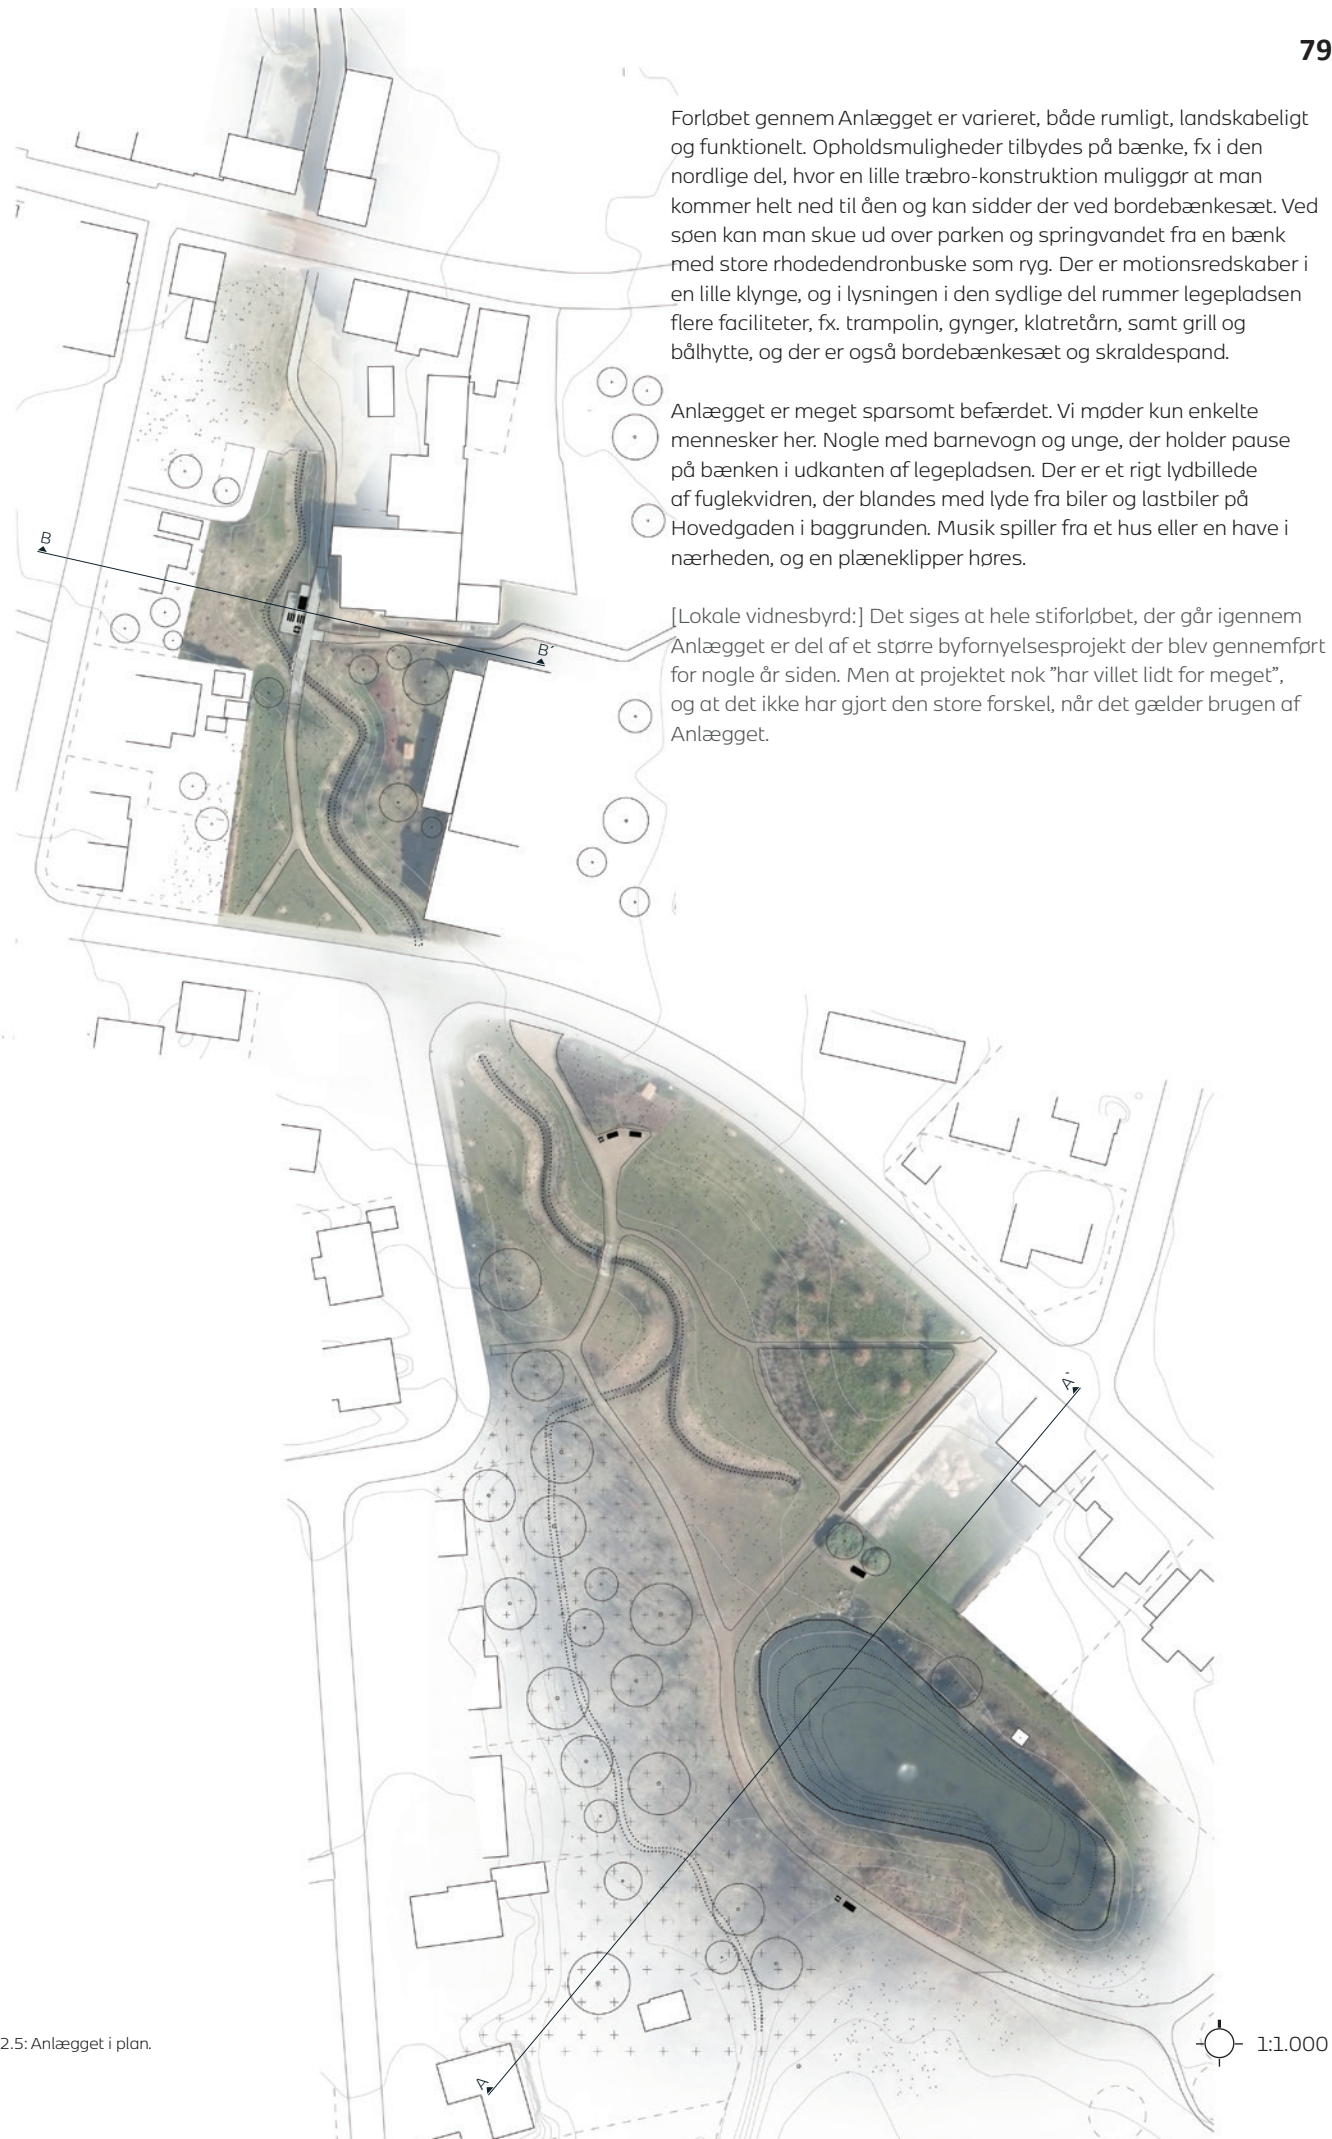 79
Forløbet gennem Anlægget er varieret, både rumligt, landskabeligt
og funktionelt. Opholdsmuligheder tilbydes på bænke, fx i den
nordlige del, hvor en lille træbro-konstruktion muliggør at man
kommer helt ned til åen og kan sidder der ved bordebænkesæt. Ved
søen kan man skue ud over parken og springvandet fra en bænk
med store rhodedendronbuske som ryg. Der er motionsredskaber i
en lille klynge, og i lysningen i den sydlige del rummer legepladsen
flere faciliteter, fx. trampolin, gynger, klatretårn, samt grill og
bålhytte, og der er også bordebænkesæt og skraldespand.
Anlægget er meget sparsomt befærdet. Vi møder kun enkelte
mennesker her. Nogle med barnevogn og unge, der holder pause
på bænken i udkanten af legepladsen. Der er et rigt lydbillede
af fuglekvidren, der blandes med lyde fra biler og lastbiler på
Hovedgaden i baggrunden. Musik spiller fra et hus eller en have i
nærheden, og en plæneklipper høres.
[Lokale vidnesbyrd:] Det siges at hele stiforløbet, der går igennem
Anlægget er del af et større byfornyelsesprojekt der blev gennemført
for nogle år siden. Men at projektet nok ”har villet lidt for meget”,
og at det ikke har gjort den store forskel, når det gælder brugen af
Anlægget.
B
B´
A´
A
2.5: Anlægget i plan.
1:1.000